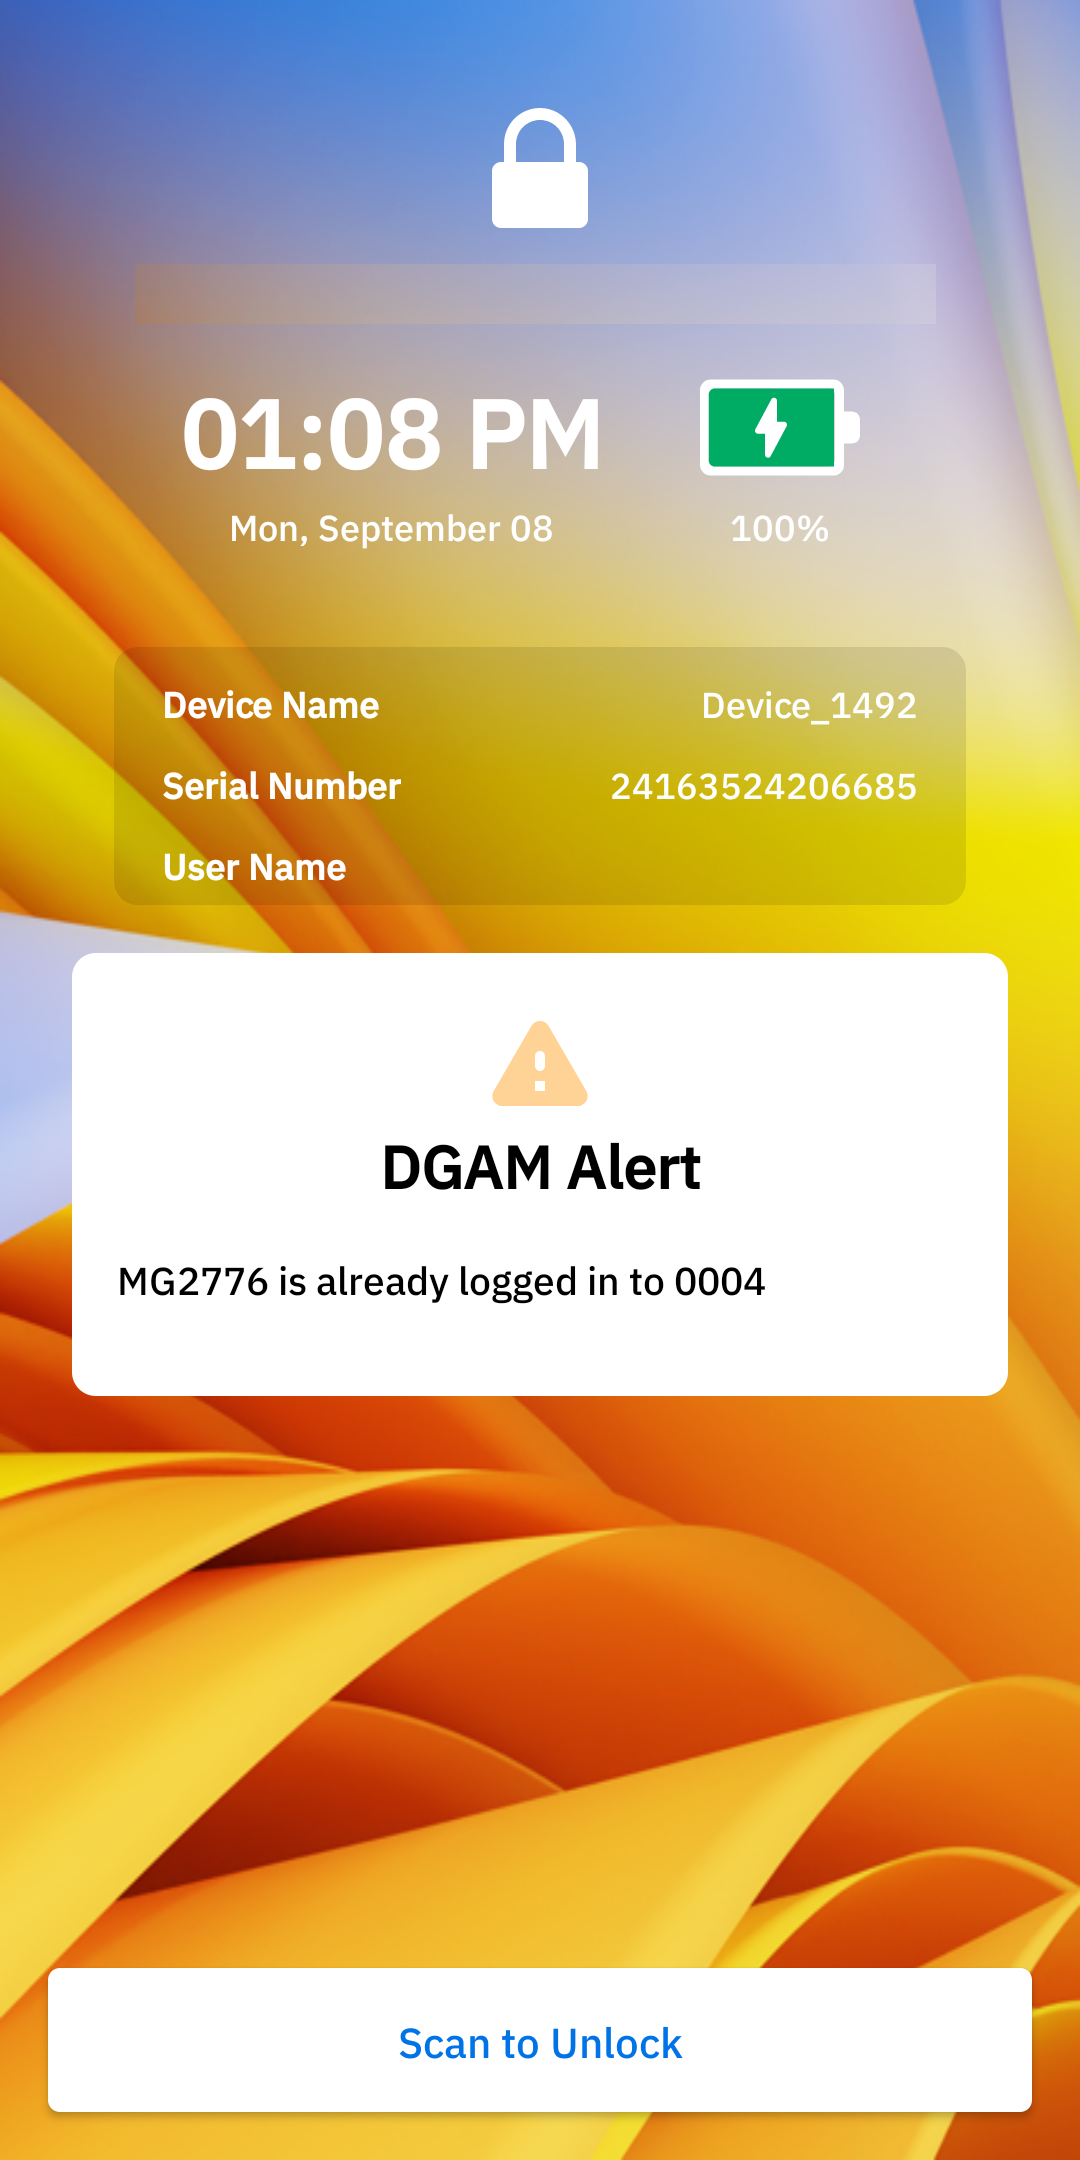 01:08 PM
Mon, September 08
100%
Device Name Device_1492
Serial Number 24163524206685
User Name
DGAM Alert
MG2776 is already logged in to 0004
Scan to Unlock